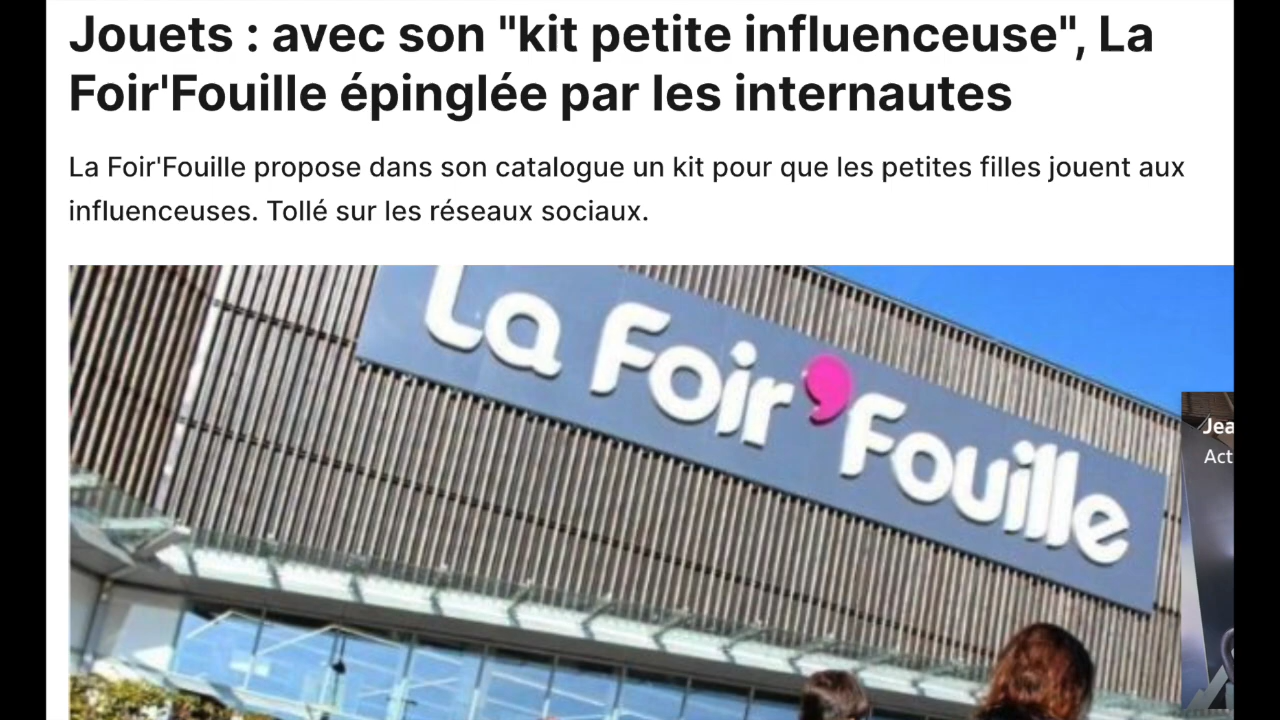 Jouets : avec son "kit petite influenceuse", La
Foir'Fouille épinglée par les internautes
La Foir'Fouille propose dans son catalogue un kit pour que les petites filles jouent aux
influenceuses. Tollé sur les réseaux sociaux.
La Foir'Fouille